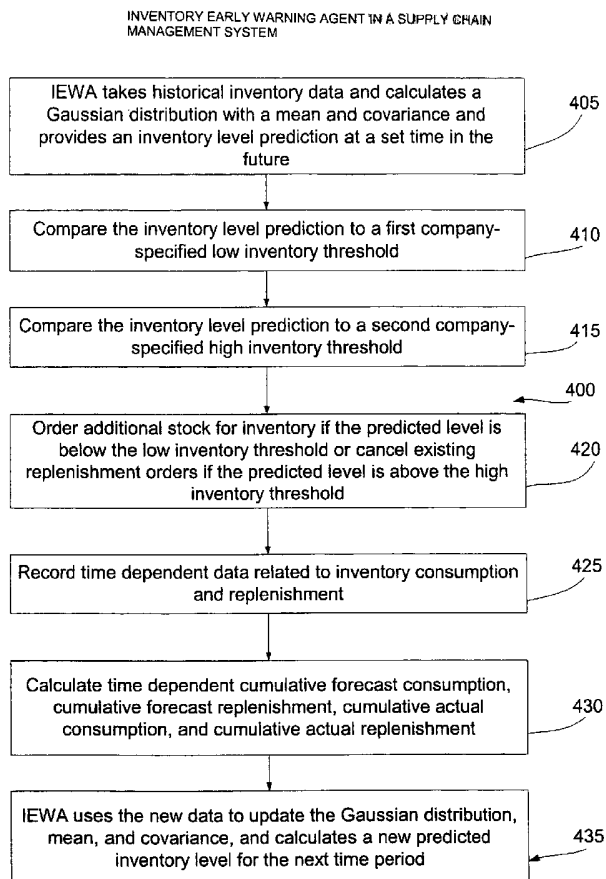 INVENTORY EARLY WARNING AGENT IN A SUPPLY CHAIN
MANAGEMENT SYSTEM
IEWA takes historical inventory data and calculates a
Gaussian distribution with a mean and covariance and
provides an inventory level prediction at a set time in the
future
405
Compare the inventory level prediction to a first company-
specified low inventory threshold
410
Compare the inventory level prediction to a second company-
specified high inventory threshold
415
400
Order additional stock for inventory if the predicted level is
below the low inventory threshold or cancel existing
replenishment orders if the predicted level is above the high
inventory threshold
420
Record time dependent data related to inventory consumption
and replenishment
425
Calculate time dependent cumulative forecast consumption,
cumulative forecast replenishment, cumulative actual
consumption, and cumulative actual replenishment
430
IEWA uses the new data to update the Gaussian distribution,
mean, and covariance, and calculates a new predicted
inventory level for the next time period
435